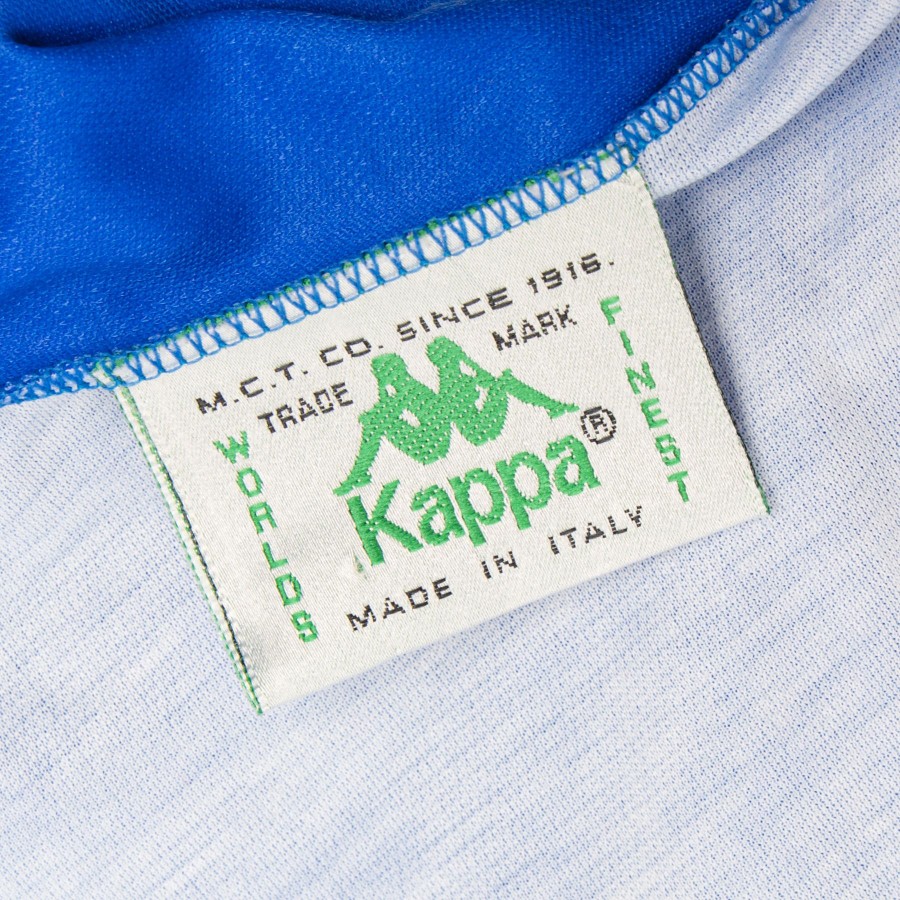 M.C.T. CO. SINCE 1916.
TRADE MARK
WORLDS
FINEST
Kappa®
MADE IN ITALY